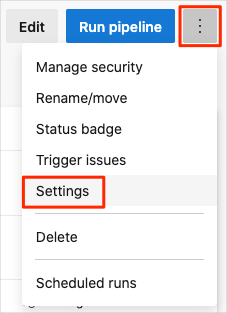 Edit
Run pipeline
Manage security
Rename/move
Status badge
Trigger issues
Settings
Delete
Scheduled runs